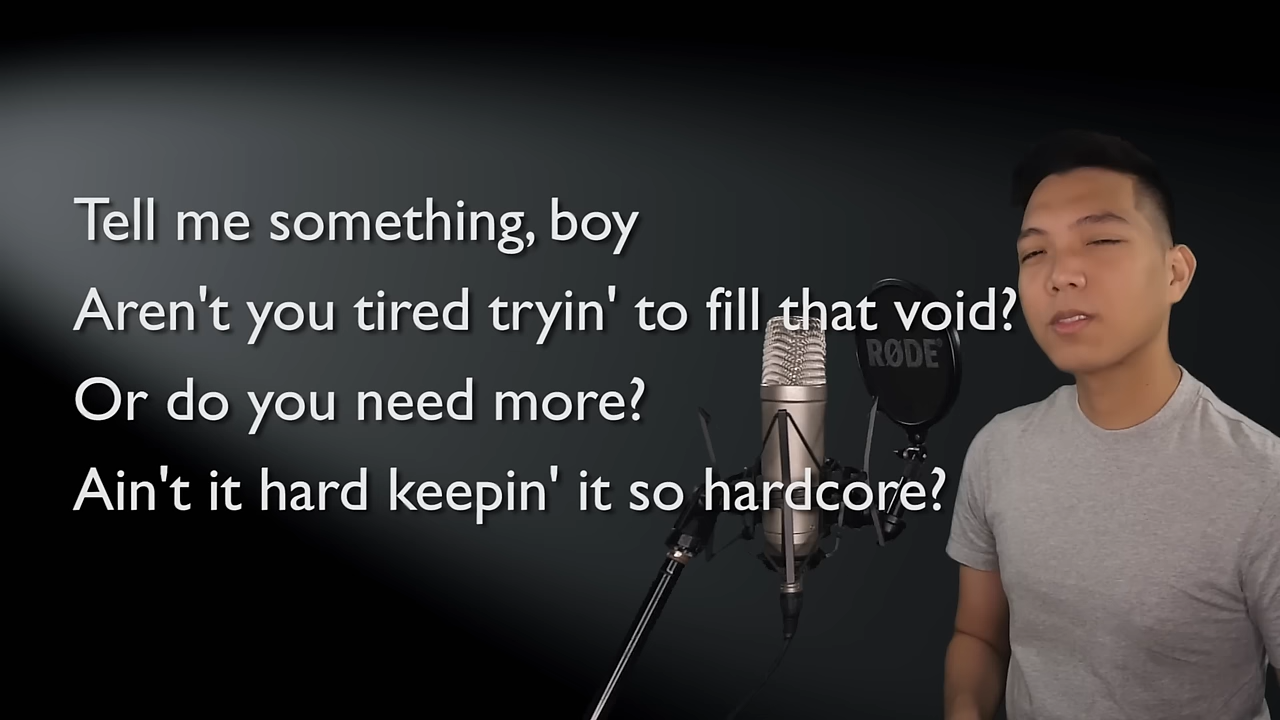 Tell me something, boy
Aren't you tired tryin' to fill that void?
RØDE
Or do you need more?
Ain't it hard keepin' it so hardcore?